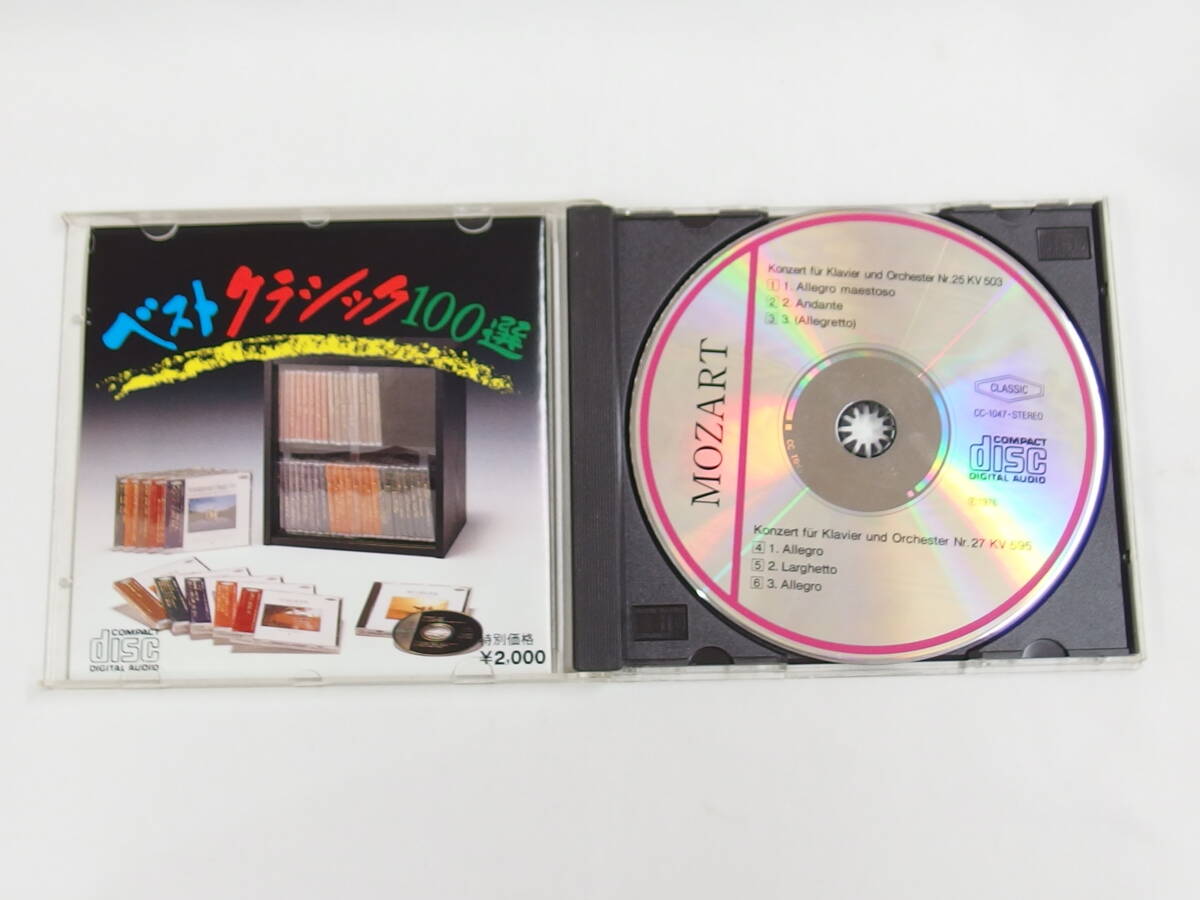 ベストクラシック100選
COMPACT
disc
DIGITAL AUDIO
特別価格
¥2,000
MOZART
Konzert für Klavier und Orchester Nr.25 KV 503
1 1. Allegro maestoso
2 2. Andante
3 3. (Allegretto)
CLASSIC
CC-1047・STEREO
COMPACT
disc
DIGITAL AUDIO
℗1976
Konzert für Klavier und Orchester Nr.27 KV 595
4 1. Allegro
5 2. Larghetto
6 3. Allegro